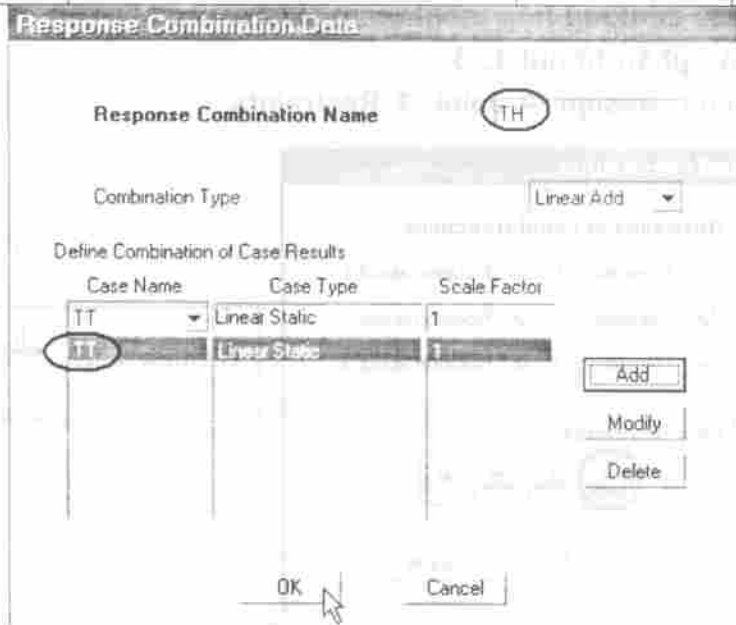 Response Combination Data
Response Combination Name TH
Combination Type Linear Add
Define Combination of Case Results
Case Name Case Type Scale Factor
TT Linear Static 1
TT Linear Static 1
Add
Modify
Delete
OK Cancel